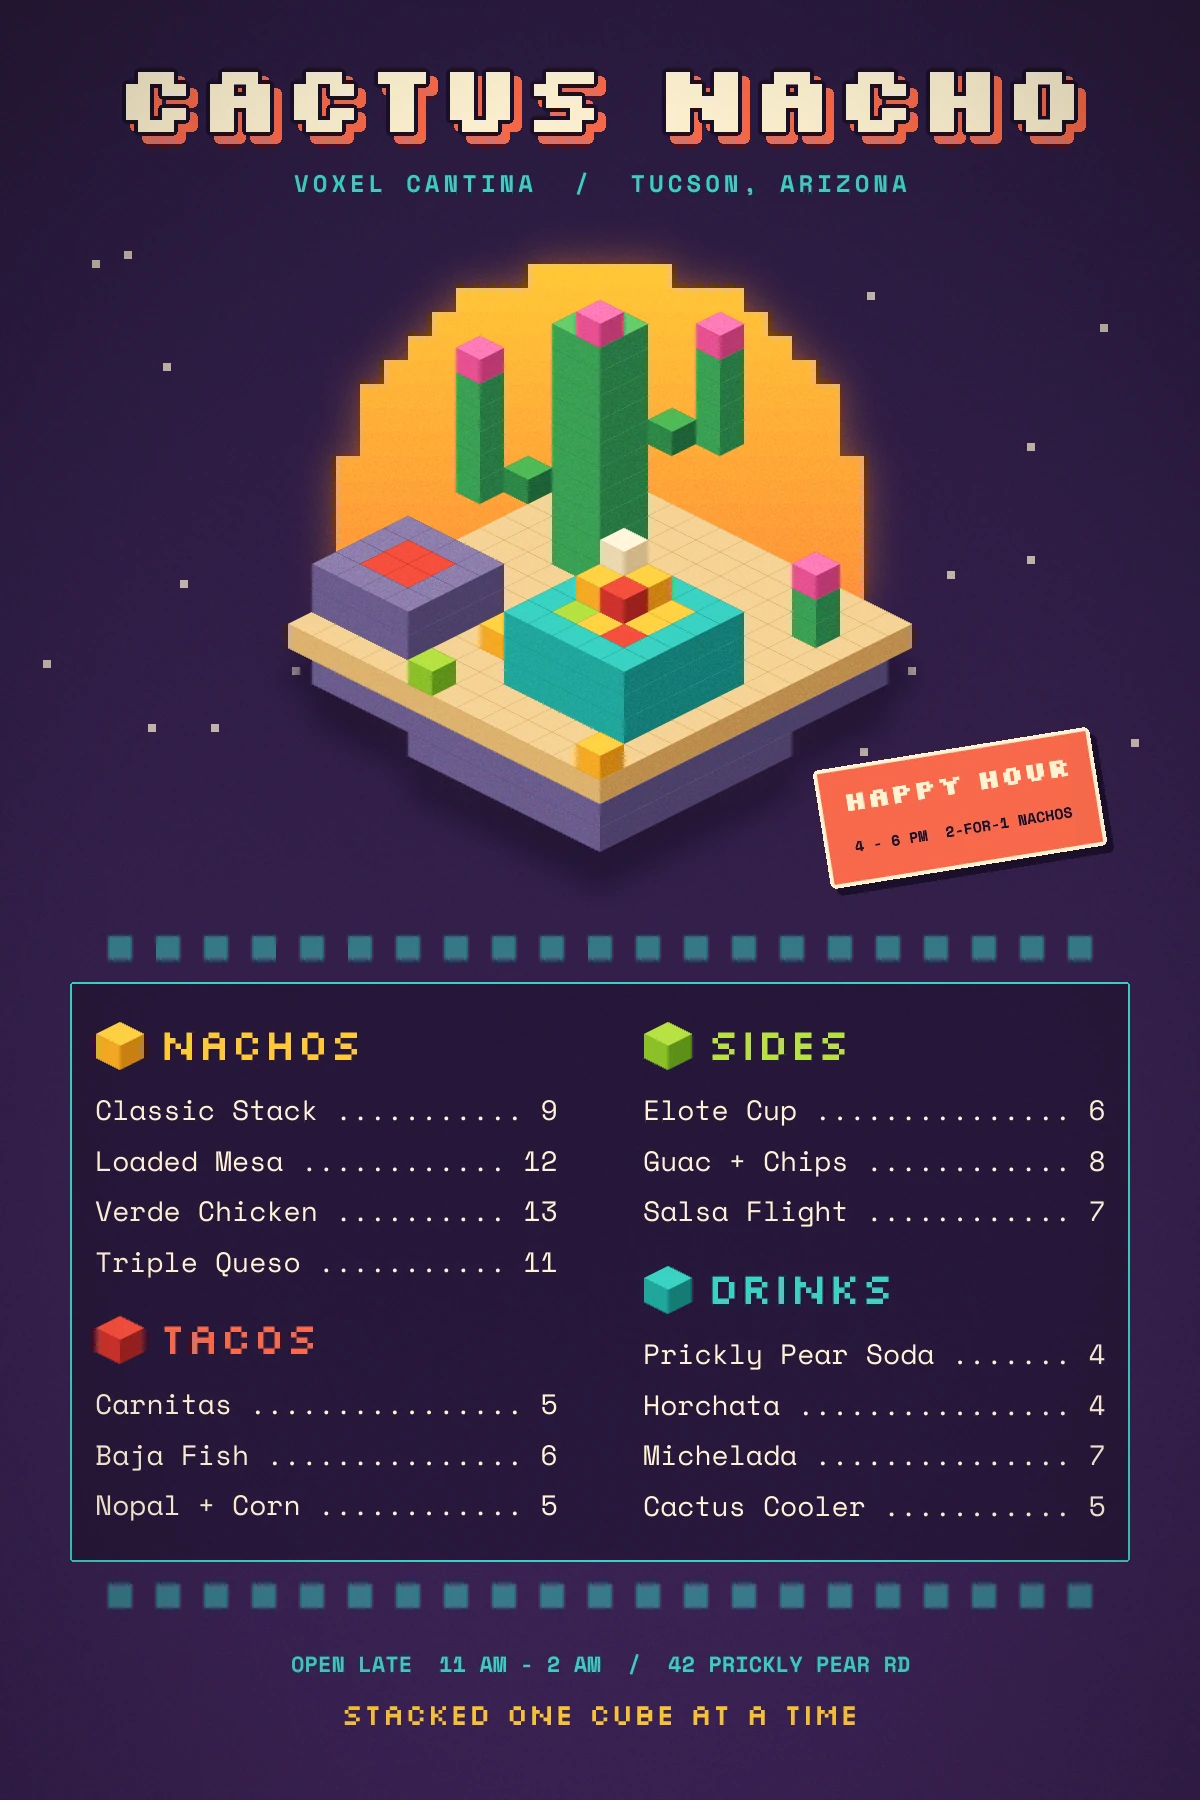 CACTUS NACHO
VOXEL CANTINA / TUCSON, ARIZONA
HAPPY HOUR
4 - 6 PM 2-FOR-1 NACHOS
NACHOS
Classic Stack ........... 9
Loaded Mesa ............ 12
Verde Chicken .......... 13
Triple Queso ........... 11
TACOS
Carnitas ................ 5
Baja Fish ............... 6
Nopal + Corn ............ 5
SIDES
Elote Cup ............... 6
Guac + Chips ............ 8
Salsa Flight ............ 7
DRINKS
Prickly Pear Soda ....... 4
Horchata ................ 4
Michelada ............... 7
Cactus Cooler ........... 5
OPEN LATE 11 AM - 2 AM / 42 PRICKLY PEAR RD
STACKED ONE CUBE AT A TIME